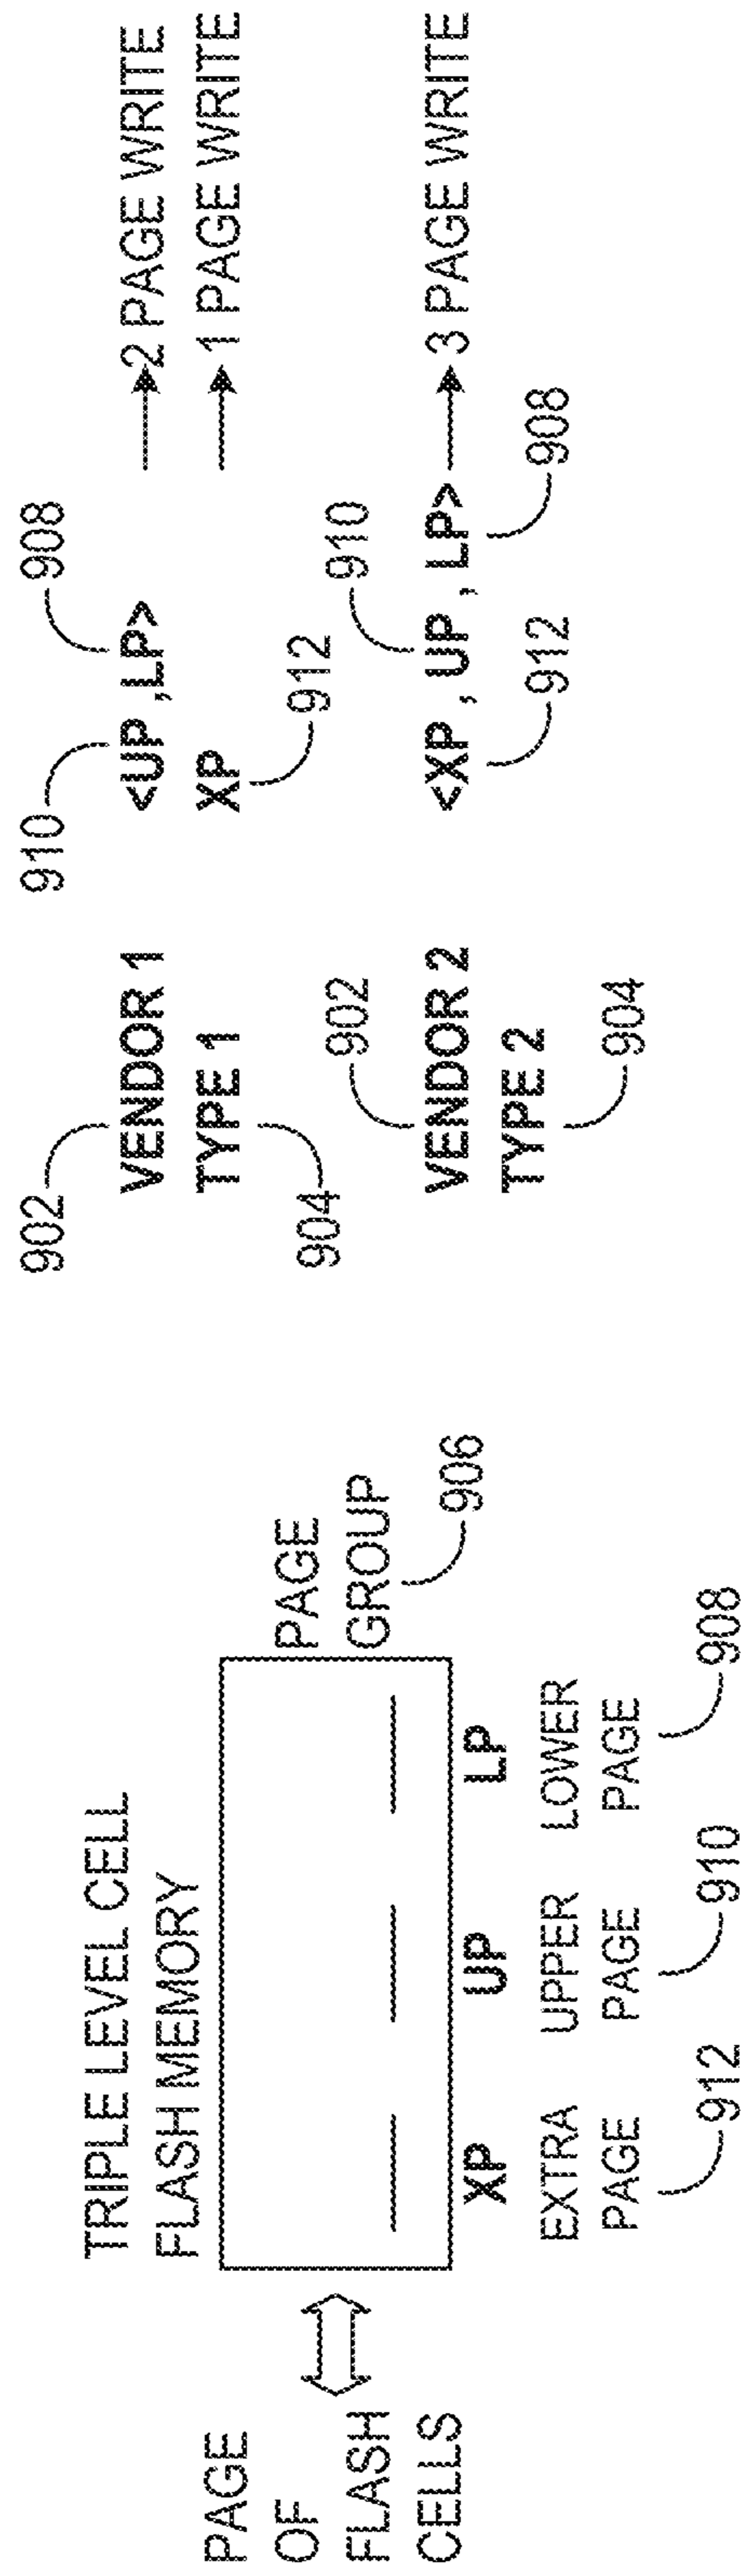 TRIPLE LEVEL CELL
FLASH MEMORY
PAGE
OF
FLASH
CELLS
PAGE
GROUP
906
XP
UP
LP
EXTRA
PAGE
UPPER
PAGE
LOWER
PAGE
912
910
908
902
VENDOR 1
TYPE 1
904
910
908
<UP ,LP>
2 PAGE WRITE
XP
1 PAGE WRITE
912
902
VENDOR 2
TYPE 2
904
910
<XP , UP , LP>
3 PAGE WRITE
912
908